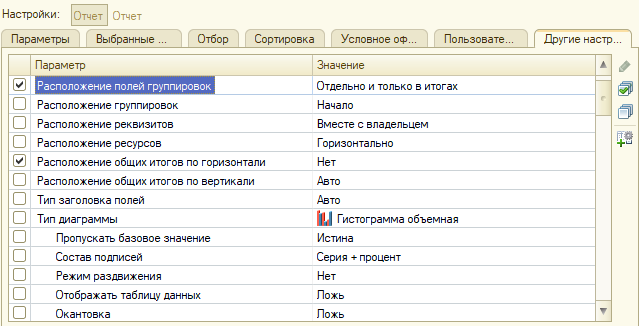 Настройки: Отчет Отчет
Параметры Выбранные ... Отбор Сортировка Условное оф... Пользовате... Другие настр...
Параметр Значение
Расположение полей группировок Отдельно и только в итогах
Расположение группировок Начало
Расположение реквизитов Вместе с владельцем
Расположение ресурсов Горизонтально
Расположение общих итогов по горизонтали Нет
Расположение общих итогов по вертикали Авто
Тип заголовка полей Авто
Тип диаграммы Гистограмма объемная
Пропускать базовое значение Истина
Состав подписей Серия + процент
Режим раздвижения Нет
Отображать таблицу данных Ложь
Окантовка Ложь